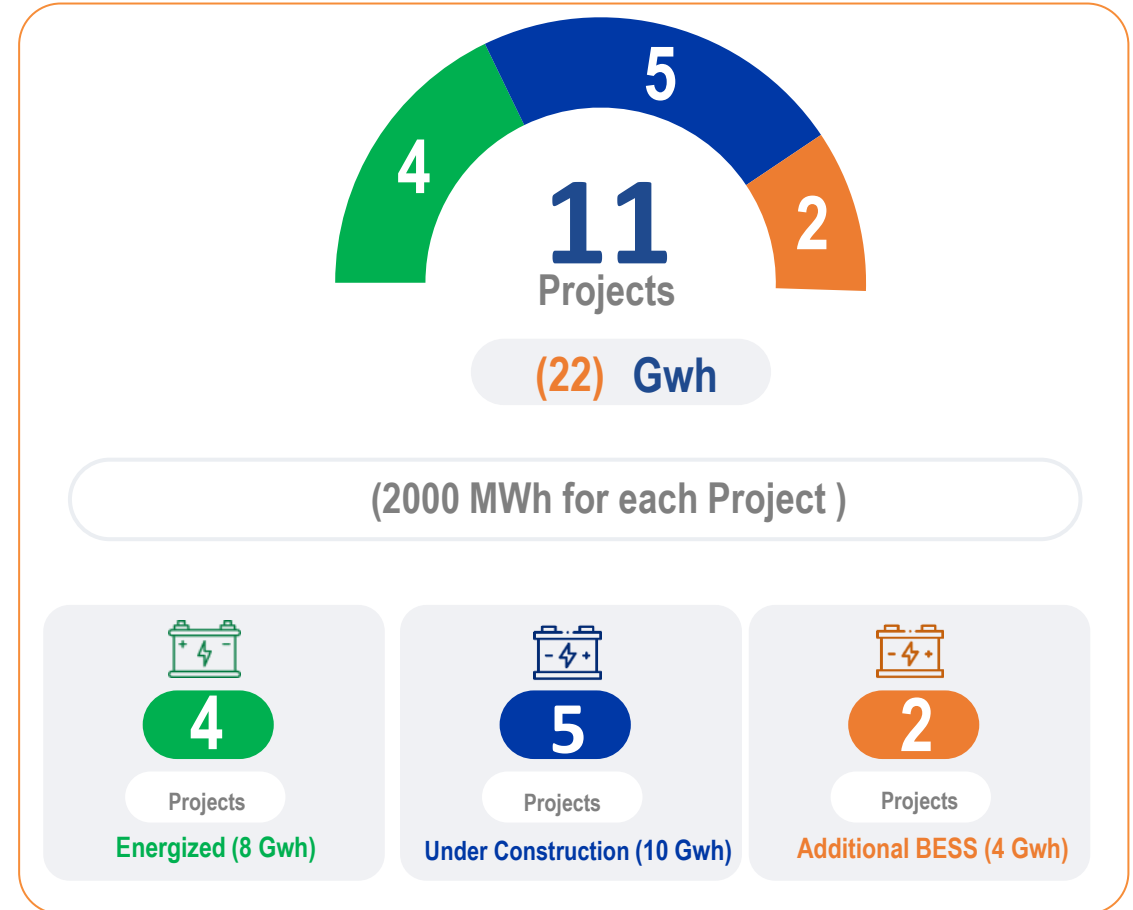 5
4
2
11
Projects
(22) Gwh
(2000 MWh for each Project )
4
Projects
Energized (8 Gwh)
5
Projects
Under Construction (10 Gwh)
2
Projects
Additional BESS (4 Gwh)